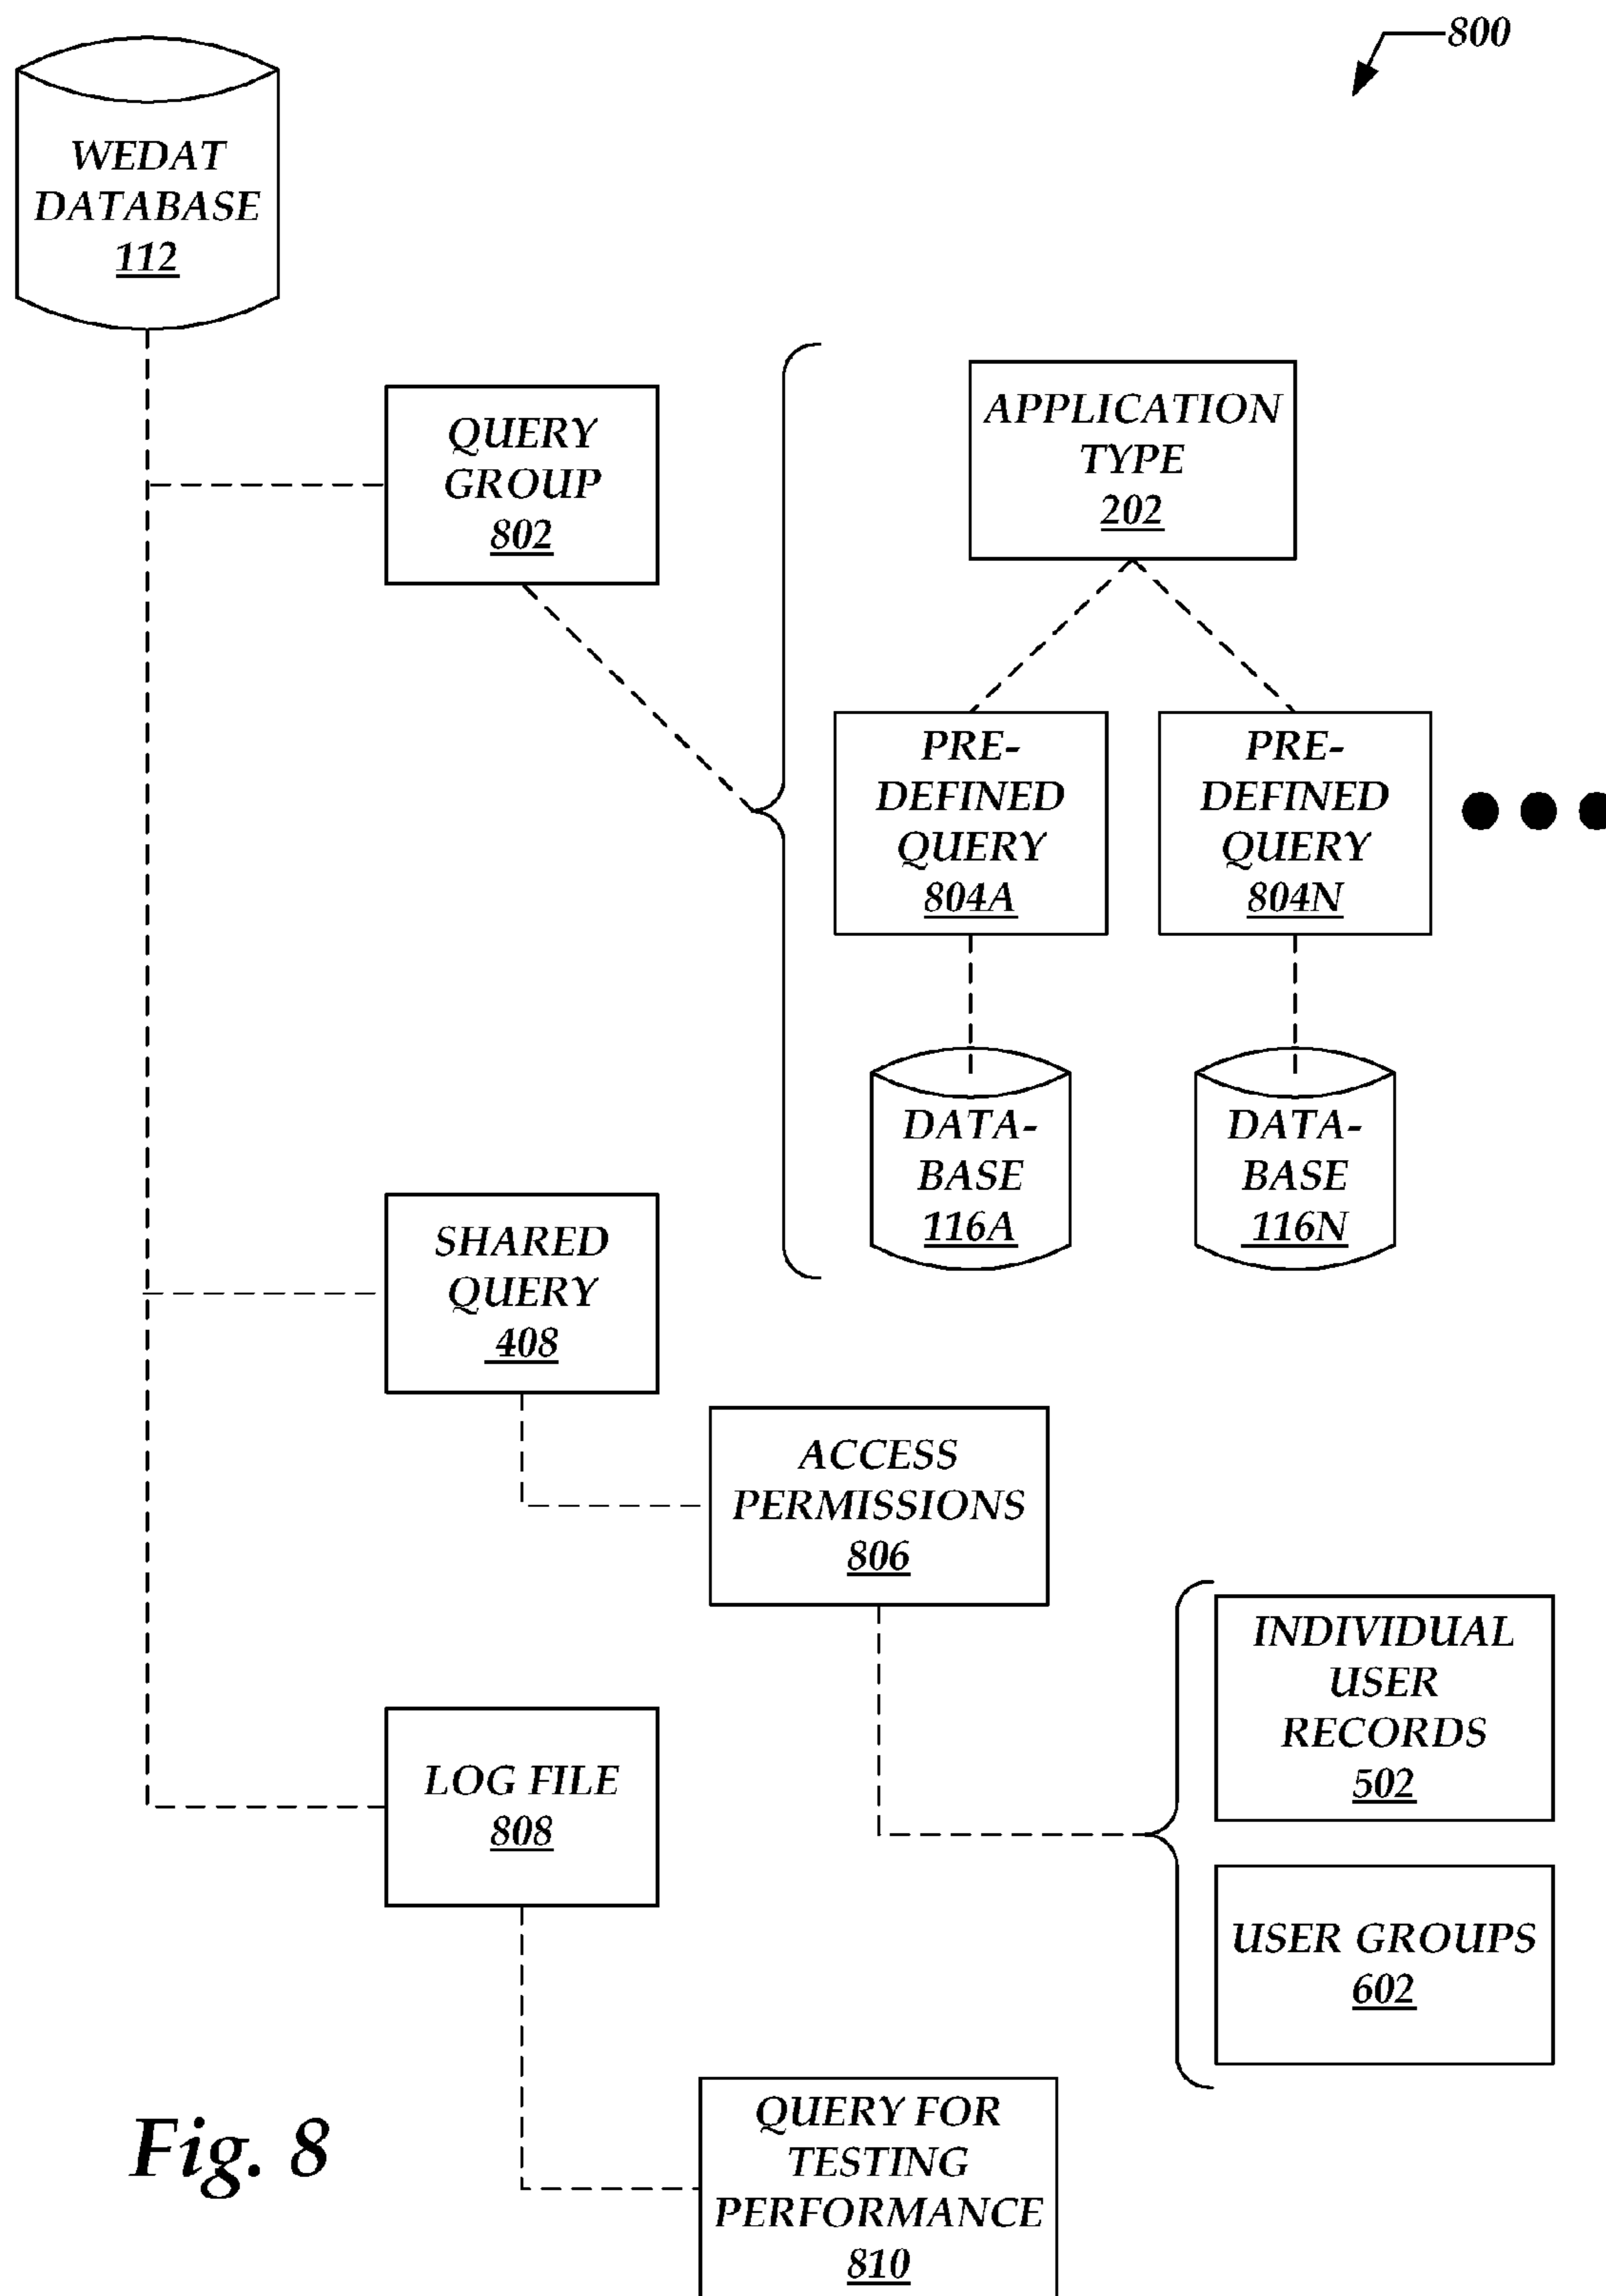 800
WEDAT
DATABASE
112
QUERY
GROUP
802
APPLICATION
TYPE
202
PRE-
DEFINED
QUERY
804A
PRE-
DEFINED
QUERY
804N
DATA-
BASE
116A
DATA-
BASE
116N
SHARED
QUERY
408
ACCESS
PERMISSIONS
806
INDIVIDUAL
USER
RECORDS
502
LOG FILE
808
USER GROUPS
602
QUERY FOR
TESTING
PERFORMANCE
810
Fig. 8